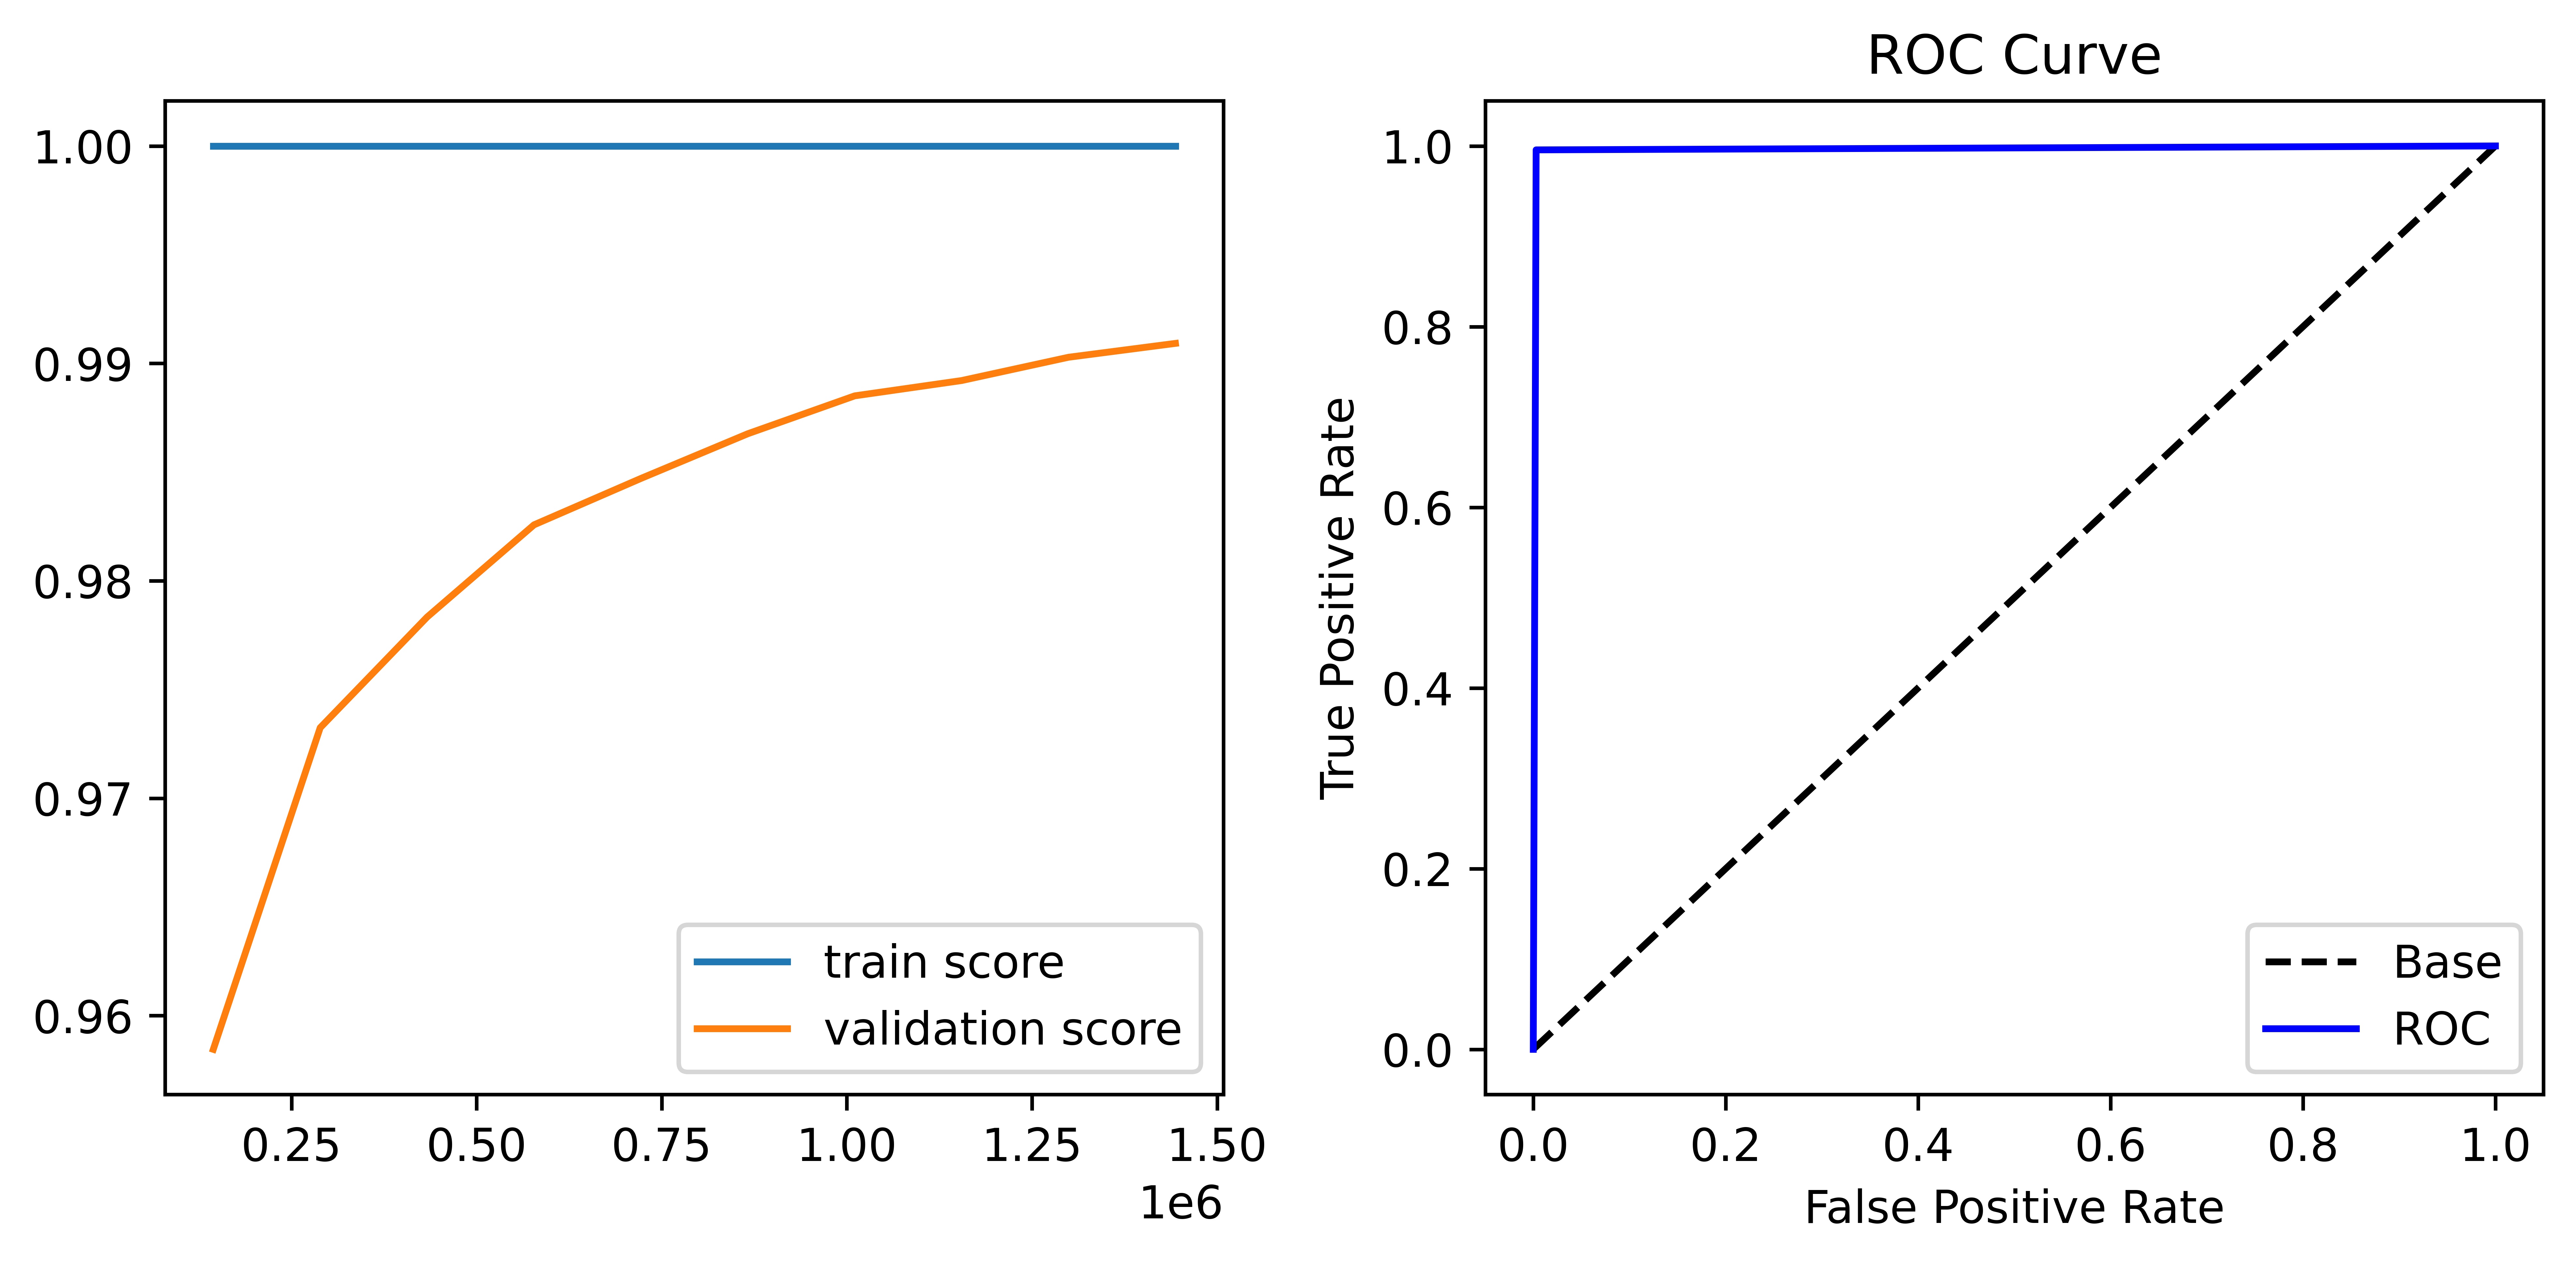 1.00
0.99
0.98
0.97
0.96
train score
validation score
0.25 0.50 0.75 1.00 1.25 1.50
1e6
ROC Curve
True Positive Rate
1.0
0.8
0.6
0.4
0.2
0.0
Base
ROC
0.0 0.2 0.4 0.6 0.8 1.0
False Positive Rate